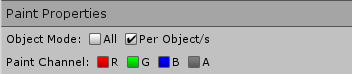 Paint Properties
Object Mode: All Per Object/s
Paint Channel: R G B A